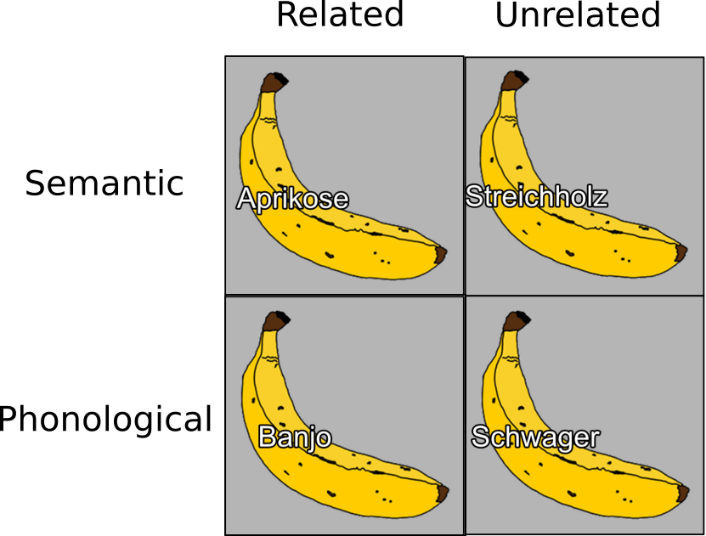 Related Unrelated
Semantic
Aprikose Streichholz
Phonological
Banjo Schwager